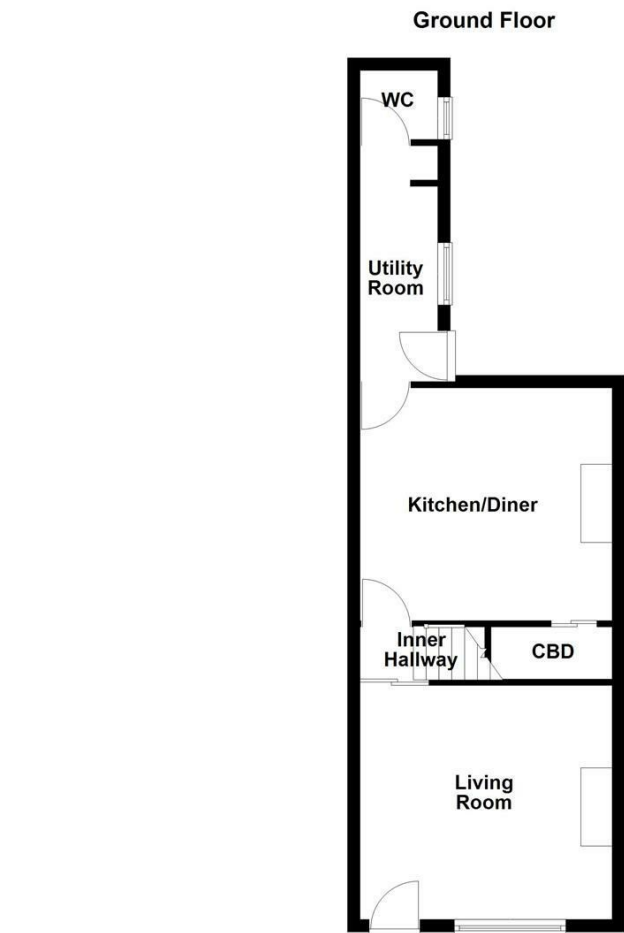 Ground Floor
WC
Utility
Room
Kitchen/Diner
Inner
Hallway
CBD
Living
Room